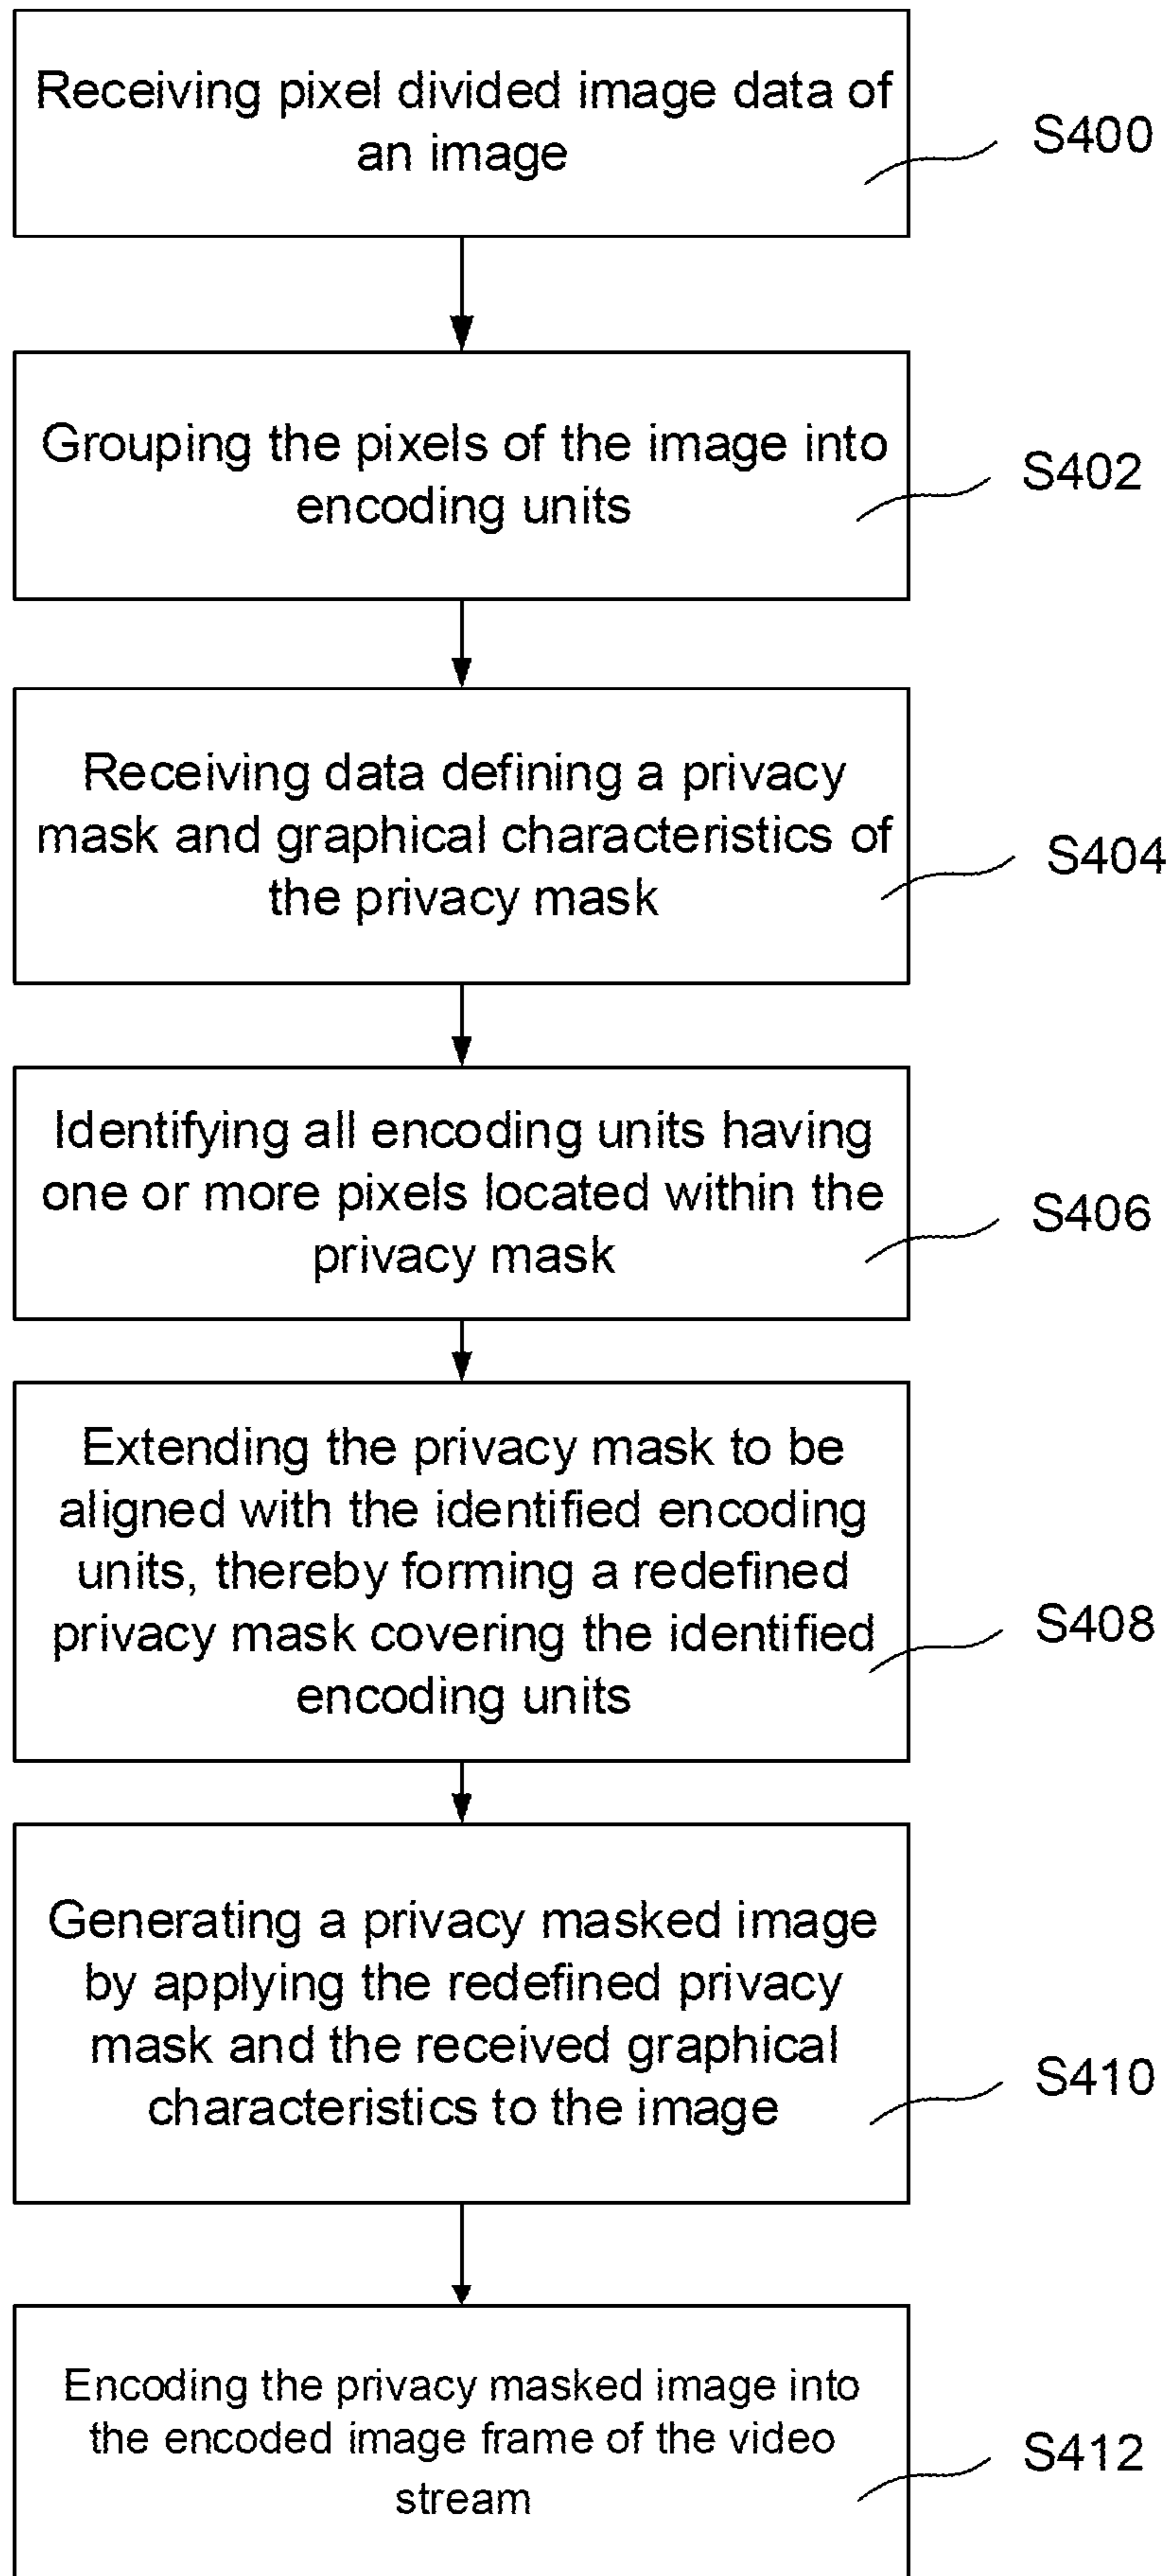 Receiving pixel divided image data of
an image
S400
Grouping the pixels of the image into
encoding units
S402
Receiving data defining a privacy
mask and graphical characteristics of
the privacy mask
S404
Identifying all encoding units having
one or more pixels located within the
privacy mask
S406
Extending the privacy mask to be
aligned with the identified encoding
units, thereby forming a redefined
privacy mask covering the identified
encoding units
S408
Generating a privacy masked image
by applying the redefined privacy
mask and the received graphical
characteristics to the image
S410
Encoding the privacy masked image into
the encoded image frame of the video
stream
S412